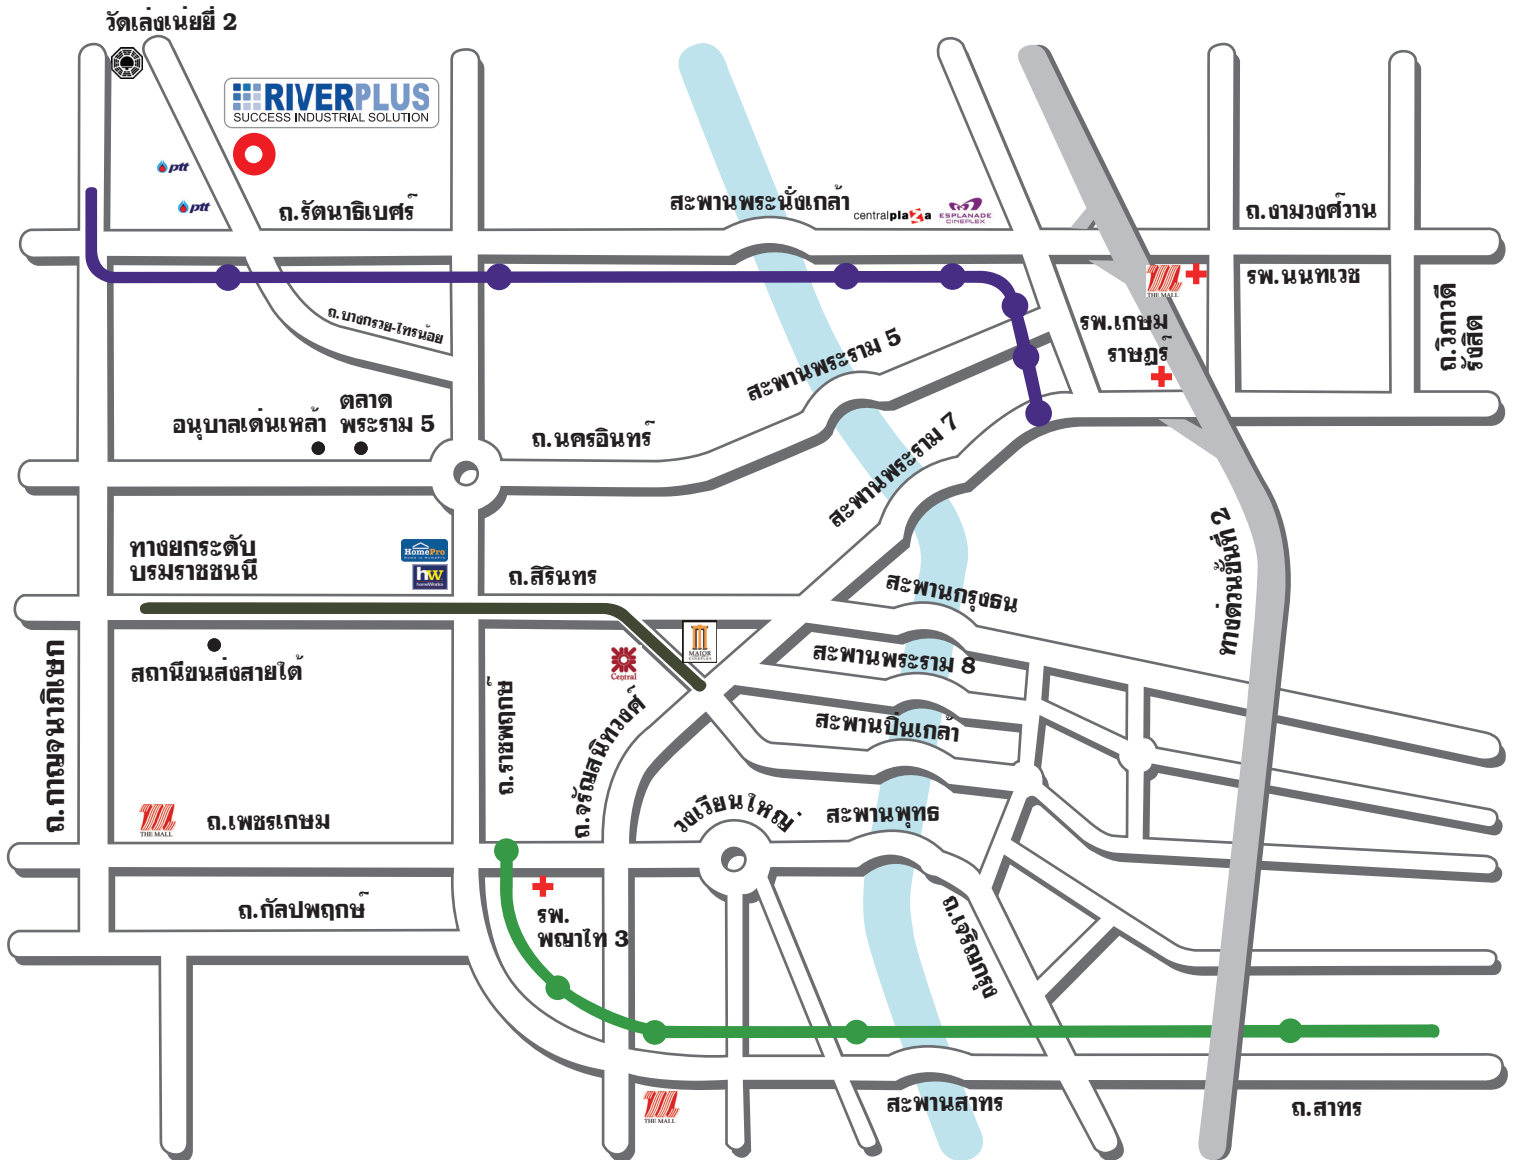 วัดเล่งเน่ยยี่ 2
RIVERPLUS
SUCCESS INDUSTRIAL SOLUTION
ptt
ptt
ถ.รัตนาธิเบศร์
สะพานพระนั่งเกล้า
centralplaza
ESPLANADE
CINEPLEX
ถ.งามวงศ์วาน
รพ.นนทเวช
THE MALL
ถ.วิภาวดี
รังสิต
ถ.บางกรวย-ไทรน้อย
สะพานพระราม 5
รพ.เกษม
ราษฎร์
อนุบาลเด่นเหล้า
ตลาด
พระราม 5
ถ.นครอินทร์
สะพานพระราม 7
ทางด่วนขั้นที่ 2
ทางยกระดับ
บรมราชชนนี
HomePro
hw
homeWorks
ถ.สิรินทร
สะพานกรุงธน
MAJOR
CINEPLEX
Central
สะพานพระราม 8
สถานีขนส่งสายใต้
ถ.กาญจนาภิเษก
ถ.ราชพฤกษ์
ถ.จรัญสนิทวงศ์
สะพานปิ่นเกล้า
THE MALL
ถ.เพชรเกษม
วงเวียนใหญ่
สะพานพุทธ
ถ.กัลปพฤกษ์
รพ.
พญาไท 3
ถ.เจริญกรุง
THE MALL
สะพานสาทร
ถ.สาทร